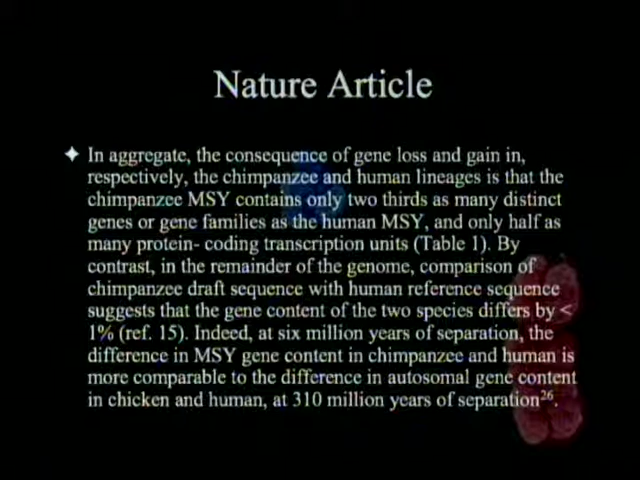 Nature Article
In aggregate, the consequence of gene loss and gain in,
respectively, the chimpanzee and human lineages is that the
chimpanzee MSY contains only two thirds as many distinct
genes or gene families as the human MSY, and only half as
many protein- coding transcription units (Table 1). By
contrast, in the remainder of the genome, comparison of
chimpanzee draft sequence with human reference sequence
suggests that the gene content of the two species differs by <
1% (ref. 15). Indeed, at six million years of separation, the
difference in MSY gene content in chimpanzee and human is
more comparable to the difference in autosomal gene content
in chicken and human, at 310 million years of separation26.